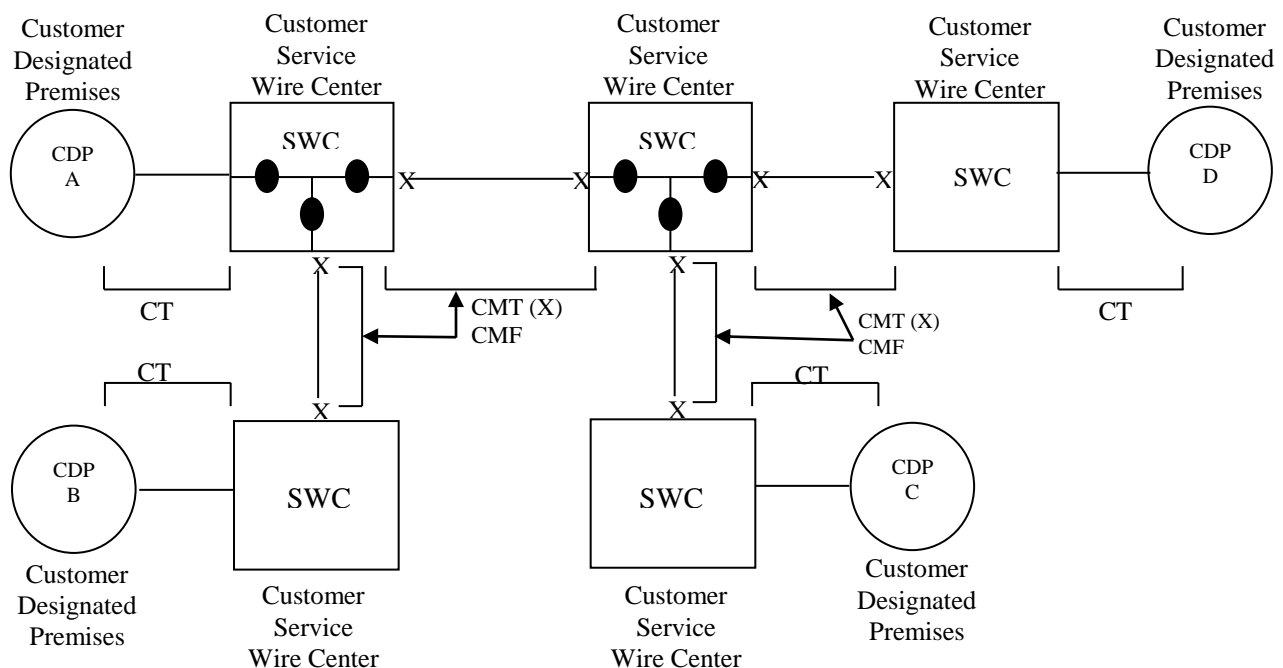 Customer
Designated
Premises
Customer
Service
Wire Center
Customer
Service
Wire Center
Customer
Service
Wire Center
Customer
Designated
Premises
CDP
A
SWC
SWC
SWC
CDP
D
X
X
X
X
X
X
CT
CMT (X)
CMF
CMT (X)
CMF
CT
CT
CT
X
X
CDP
B
SWC
SWC
CDP
C
Customer
Designated
Premises
Customer
Service
Wire Center
Customer
Service
Wire Center
Customer
Designated
Premises